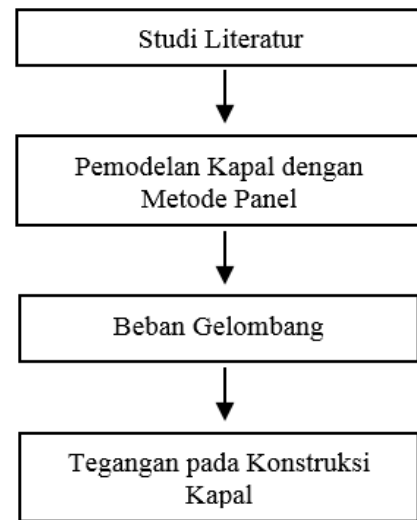 Studi Literatur
Pemodelan Kapal dengan
Metode Panel
Beban Gelombang
Tegangan pada Konstruksi
Kapal